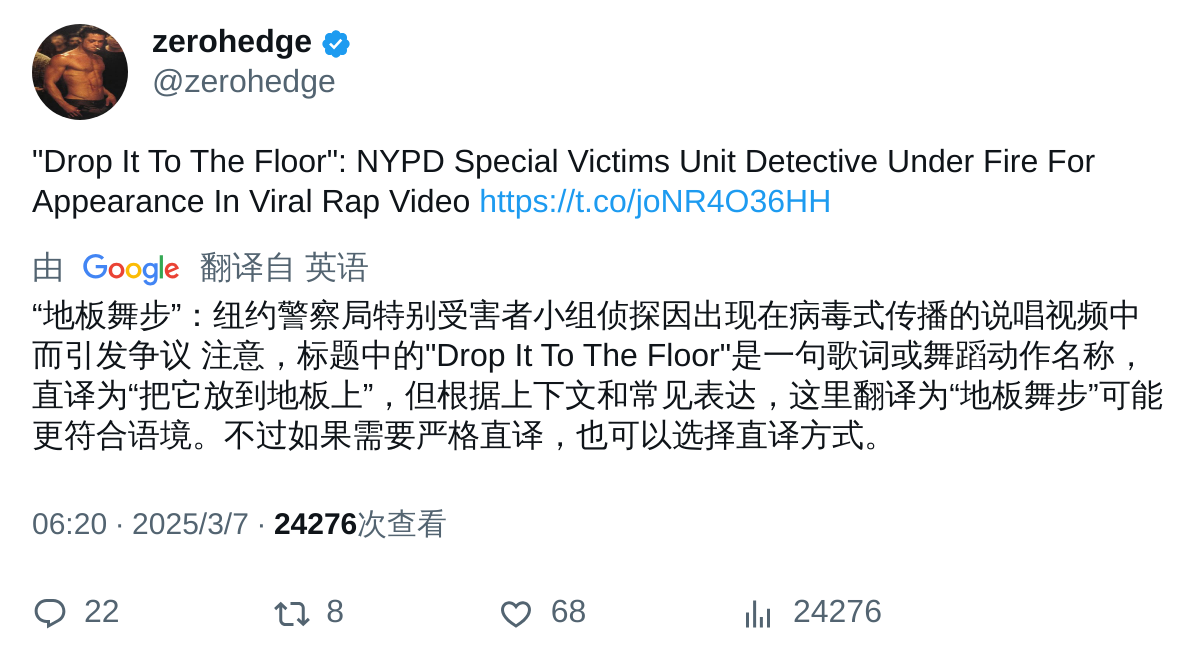 zerohedge
@zerohedge
"Drop It To The Floor": NYPD Special Victims Unit Detective Under Fire For
Appearance In Viral Rap Video https://t.co/joNR4O36HH
由 Google 翻译自 英语
“地板舞步”：纽约警察局特别受害者小组侦探因出现在病毒式传播的说唱视频中
而引发争议 注意，标题中的"Drop It To The Floor"是一句歌词或舞蹈动作名称，
直译为“把它放到地板上”，但根据上下文和常见表达，这里翻译为“地板舞步”可能
更符合语境。不过如果需要严格直译，也可以选择直译方式。
06:20 · 2025/3/7 · 24276次查看
22 8 68 24276